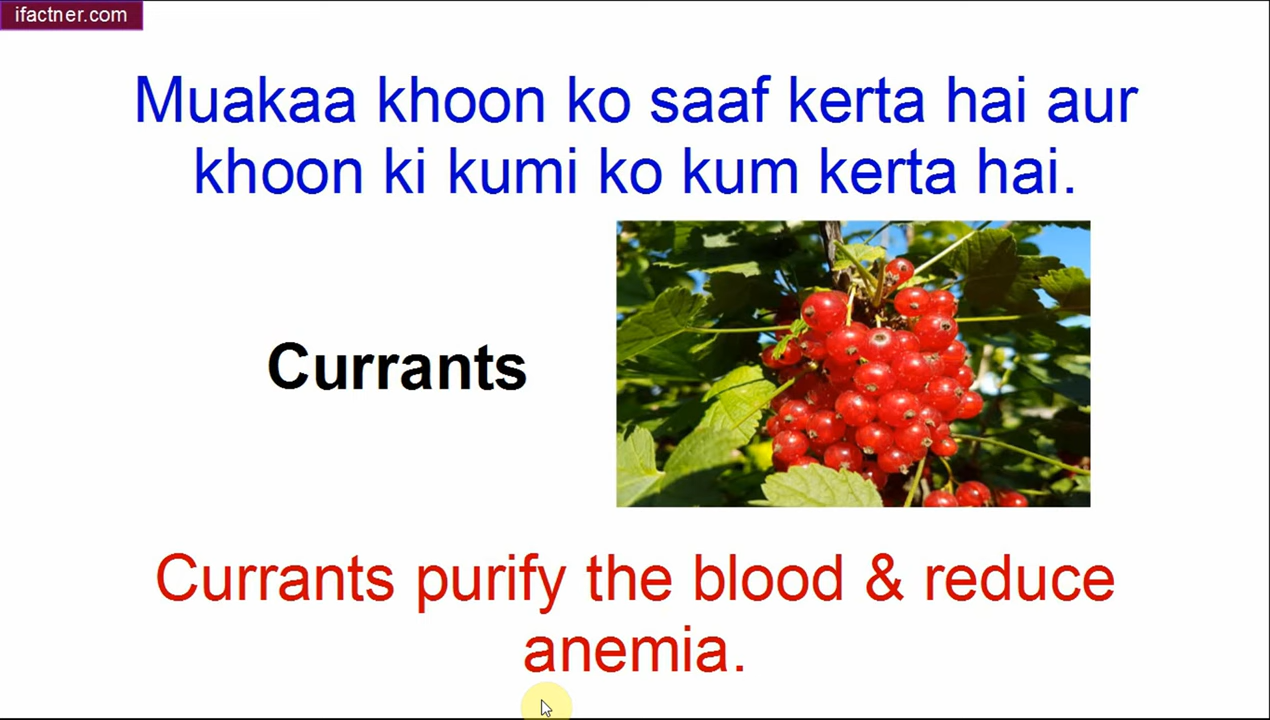 ifactner.com
Muakaa khoon ko saaf kerta hai aur
khoon ki kumi ko kum kerta hai.
Currants
Currants purify the blood & reduce
anemia.